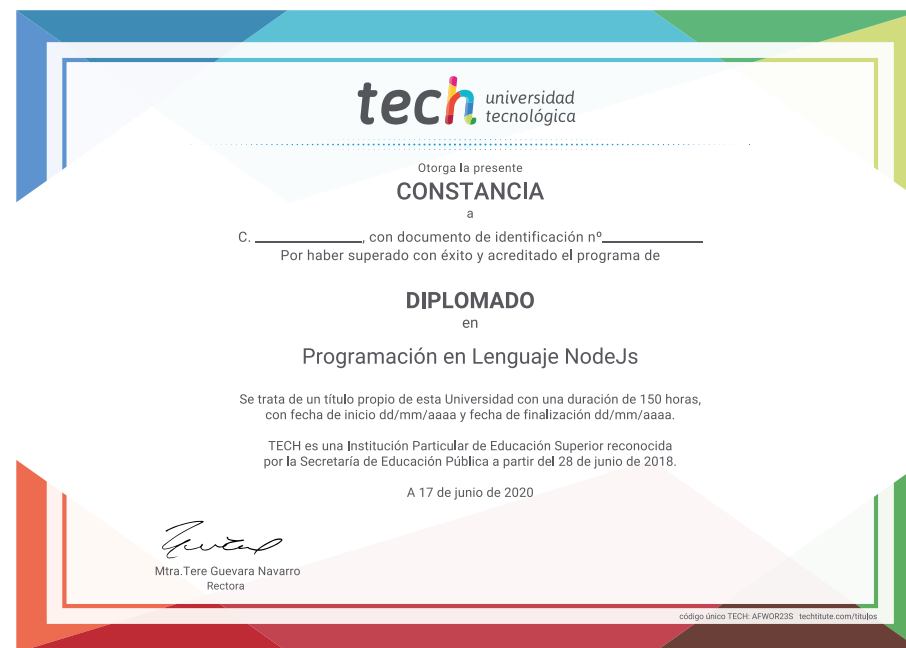 tech universidad
tecnológica
Otorga la presente
CONSTANCIA
a
C. ____________, con documento de identificación nº____________
Por haber superado con éxito y acreditado el programa de
DIPLOMADO
en
Programación en Lenguaje NodeJs
Se trata de un título propio de esta Universidad con una duración de 150 horas,
con fecha de inicio dd/mm/aaaa y fecha de finalización dd/mm/aaaa.
TECH es una Institución Particular de Educación Superior reconocida
por la Secretaría de Educación Pública a partir del 28 de junio de 2018.
A 17 de junio de 2020
Mtra.Tere Guevara Navarro
Rectora
código único TECH: AFWOR23S techtitute.com/titulos